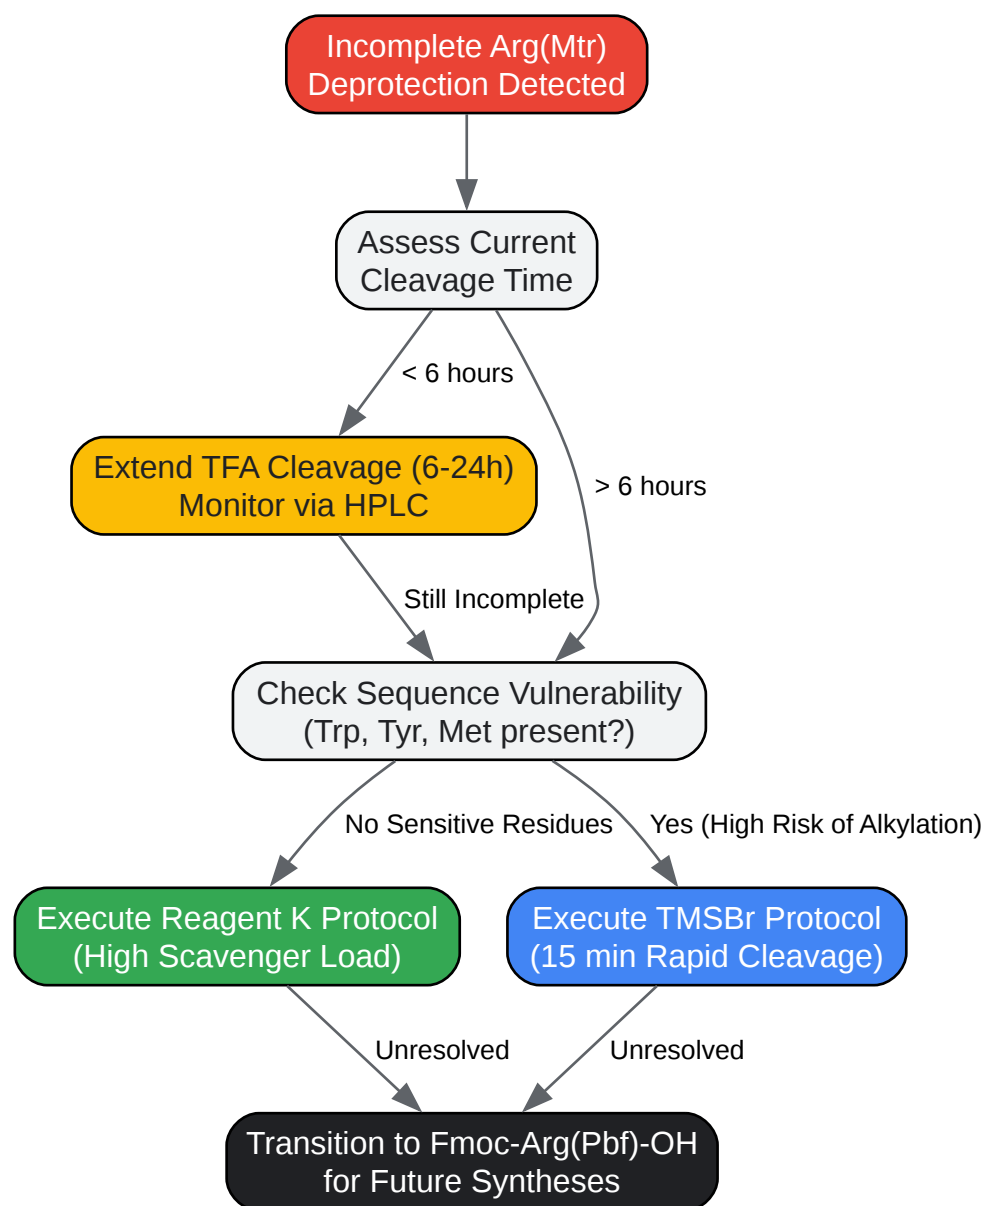 Incomplete Arg(Mtr)
Deprotection Detected
Assess Current
Cleavage Time
< 6 hours
Extend TFA Cleavage (6-24h)
Monitor via HPLC
> 6 hours
Still Incomplete
Check Sequence Vulnerability
(Trp, Tyr, Met present?)
No Sensitive Residues
Yes (High Risk of Alkylation)
Execute Reagent K Protocol
(High Scavenger Load)
Execute TMSBr Protocol
(15 min Rapid Cleavage)
Unresolved
Unresolved
Transition to Fmoc-Arg(Pbf)-OH
for Future Syntheses